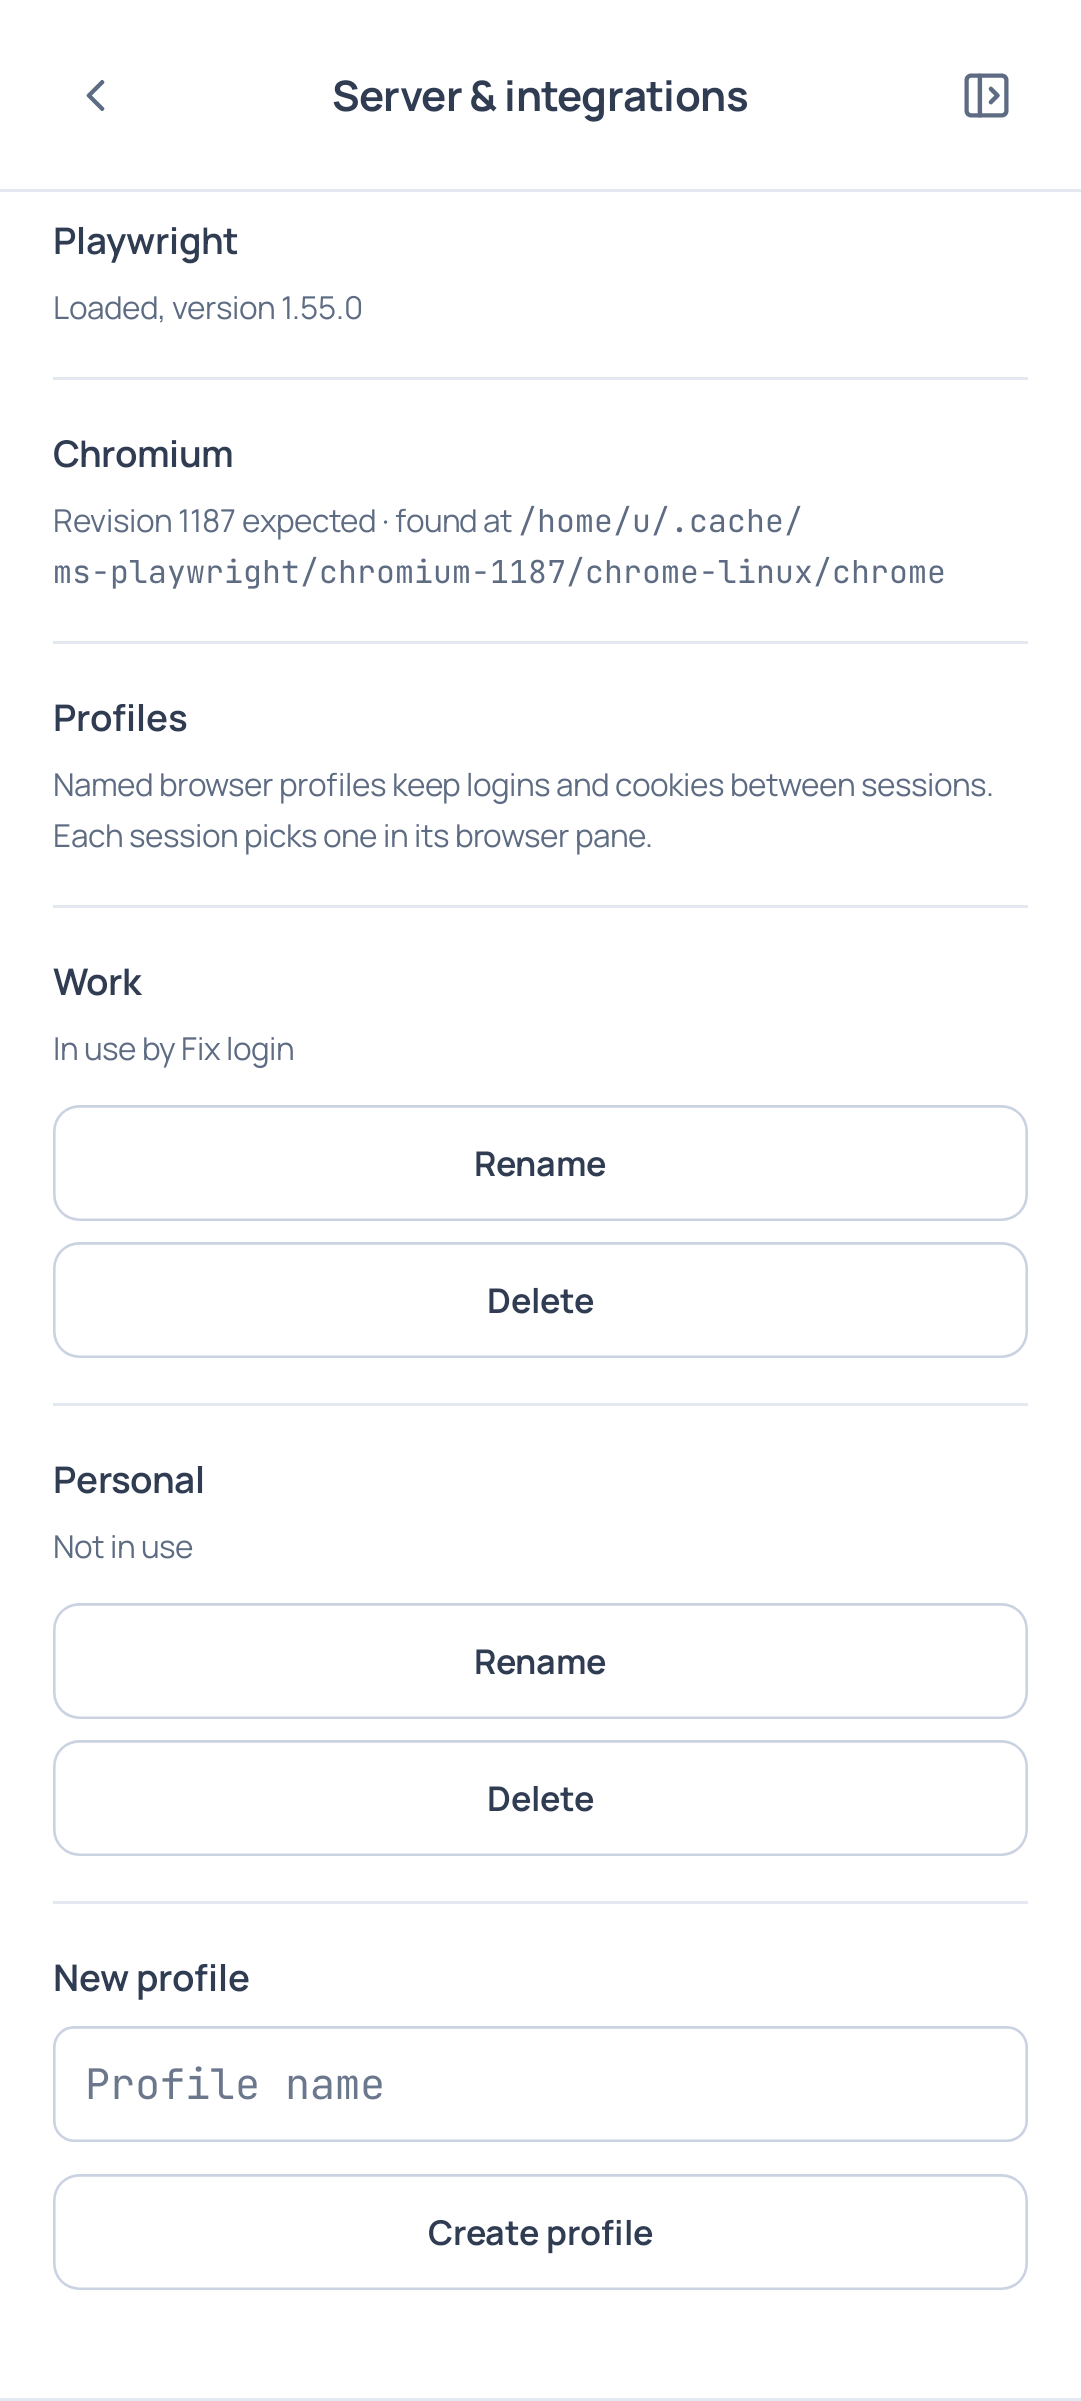 Server & integrations
Playwright
Loaded, version 1.55.0
Chromium
Revision 1187 expected · found at /home/u/.cache/
ms-playwright/chromium-1187/chrome-linux/chrome
Profiles
Named browser profiles keep logins and cookies between sessions.
Each session picks one in its browser pane.
Work
In use by Fix login
Rename
Delete
Personal
Not in use
Rename
Delete
New profile
Profile name
Create profile